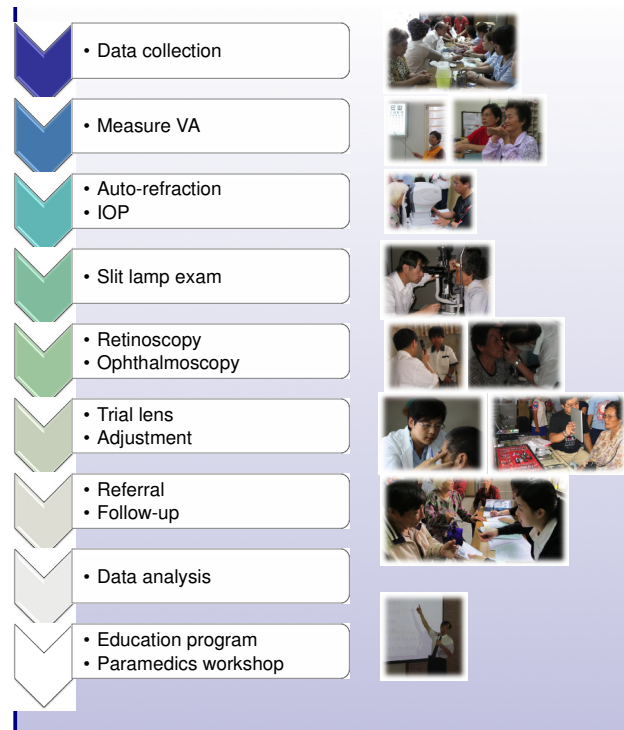 • Data collection
• Measure VA
• Auto-refraction
• IOP
• Slit lamp exam
• Retinoscopy
• Ophthalmoscopy
• Trial lens
• Adjustment
• Referral
• Follow-up
• Data analysis
• Education program
• Paramedics workshop